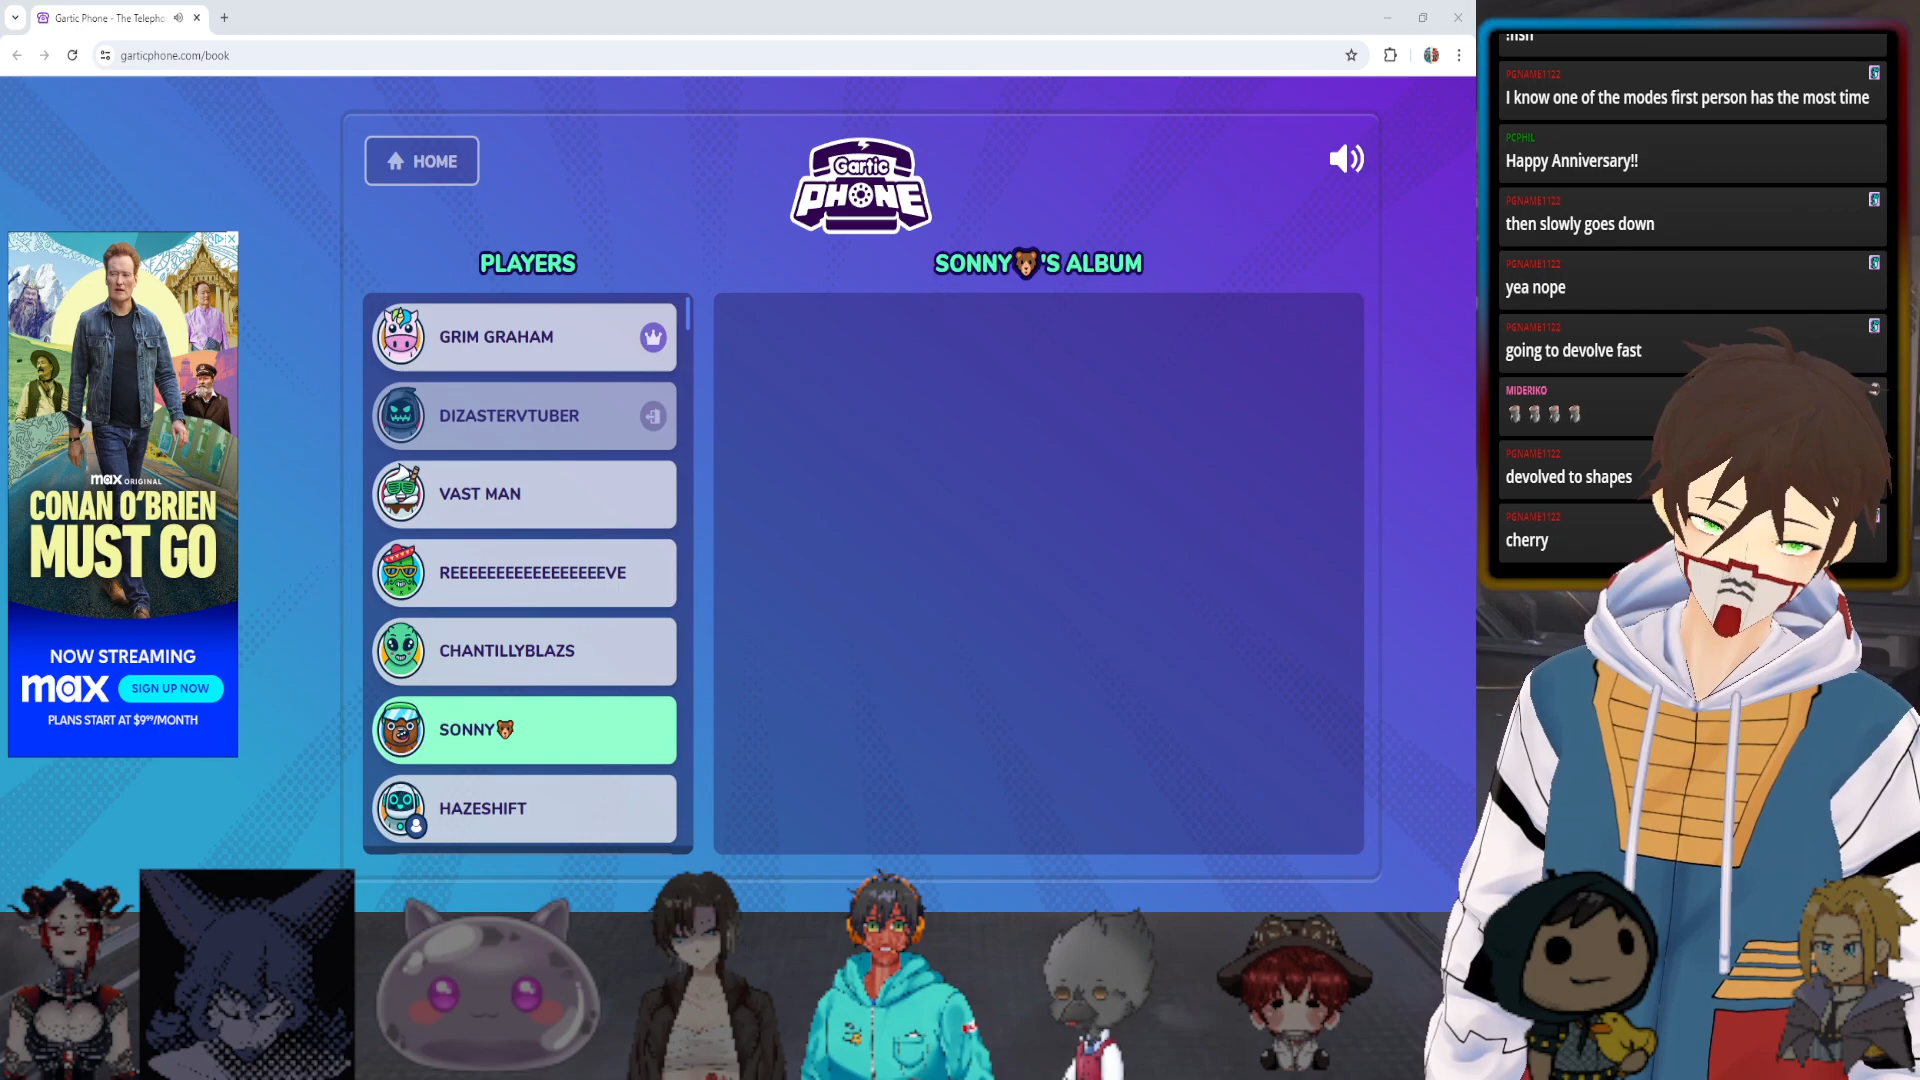 Gartic Phone - The Telepho
garticphone.com/book
HOME
Gartic
PHONE
PLAYERS
SONNY🐻'S ALBUM
GRIM GRAHAM
DIZASTERVTUBER
VAST MAN
REEEEEEEEEEEEEEEEEVE
CHANTILLYBLAZS
SONNY🐻
HAZESHIFT
max ORIGINAL
CONAN O'BRIEN
MUST GO
NOW STREAMING
max SIGN UP NOW
PLANS START AT $9⁹⁹/MONTH
!fish
PGNAME1122
I know one of the modes first person has the most time
PCPHIL
Happy Anniversary!!
PGNAME1122
then slowly goes down
PGNAME1122
yea nope
PGNAME1122
going to devolve fast
MIDERIKO
PGNAME1122
devolved to shapes
PGNAME1122
cherry